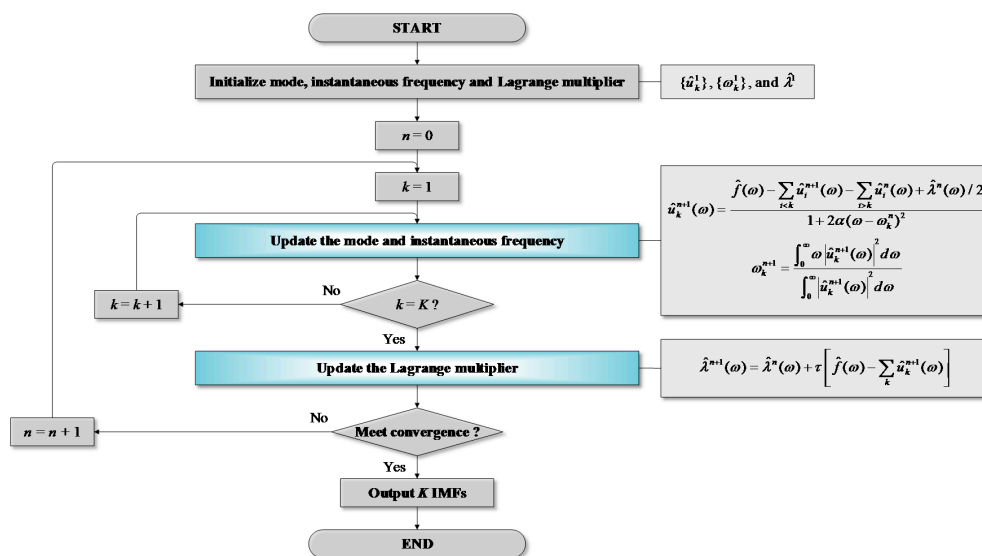 START
Initialize mode, instantaneous frequency and Lagrange multiplier
{û_k^1}, {ω_k^1}, and λ̂^1
n = 0
k = 1
û_k^{n+1}(ω) = \frac{f̂(ω) − ∑_{i<k} û_i^{n+1}(ω) − ∑_{i>k} û_i^n(ω) + λ̂^n(ω) / 2}{1 + 2α(ω − ω_k^n)^2}
ω_k^{n+1} = \frac{∫_0^∞ ω |û_k^{n+1}(ω)|^2 dω}{∫_0^∞ |û_k^{n+1}(ω)|^2 dω}
Update the mode and instantaneous frequency
No
k = k + 1
k = K ?
Yes
Update the Lagrange multiplier
λ̂^{n+1}(ω) = λ̂^n(ω) + τ [ f̂(ω) − ∑_k û_k^{n+1}(ω) ]
No
n = n + 1
Meet convergence ?
Yes
Output K IMFs
END